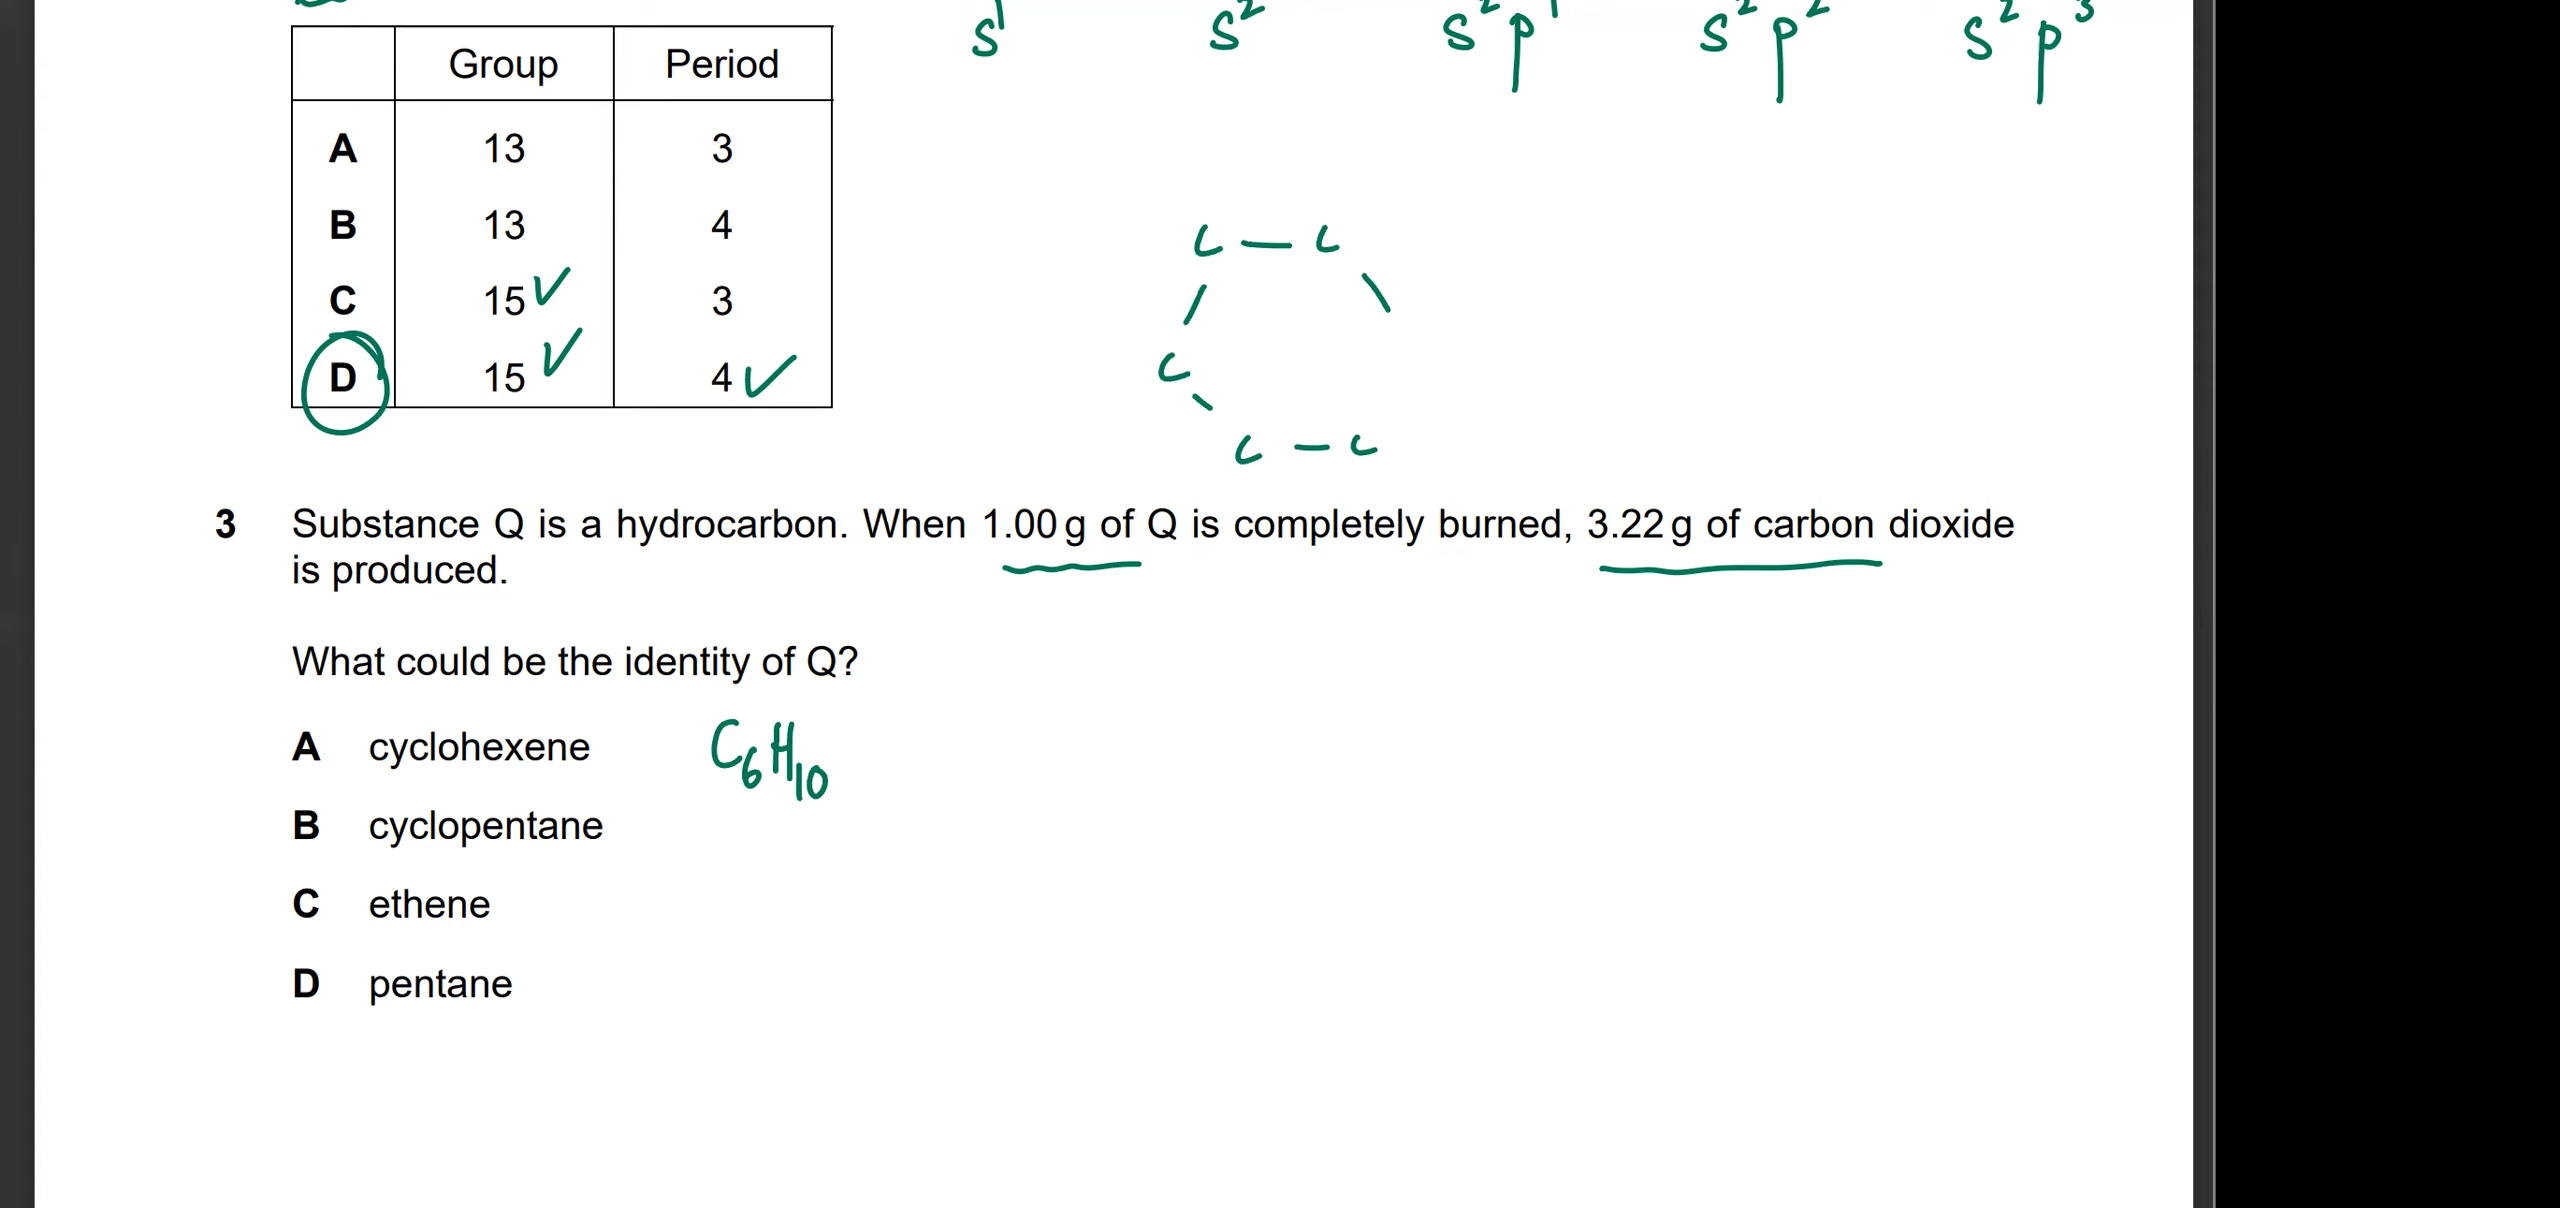 s¹ s² s²p¹ s²p² s²p³
Group Period
A 13 3
B 13 4
C 15 ✓ 3
D 15 ✓ 4 ✓
C — C
C
C — C
3 Substance Q is a hydrocarbon. When 1.00 g of Q is completely burned, 3.22 g of carbon dioxide
is produced.
What could be the identity of Q?
A cyclohexene C₆H₁₀
B cyclopentane
C ethene
D pentane